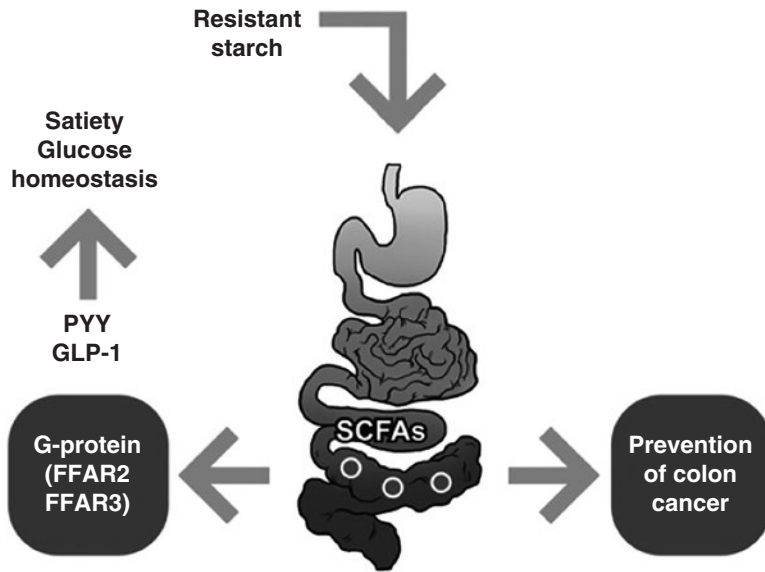 Resistant
starch
Satiety
Glucose
homeostasis
PYY
GLP-1
G-protein
(FFAR2
FFAR3)
SCFAs
Prevention
of colon
cancer